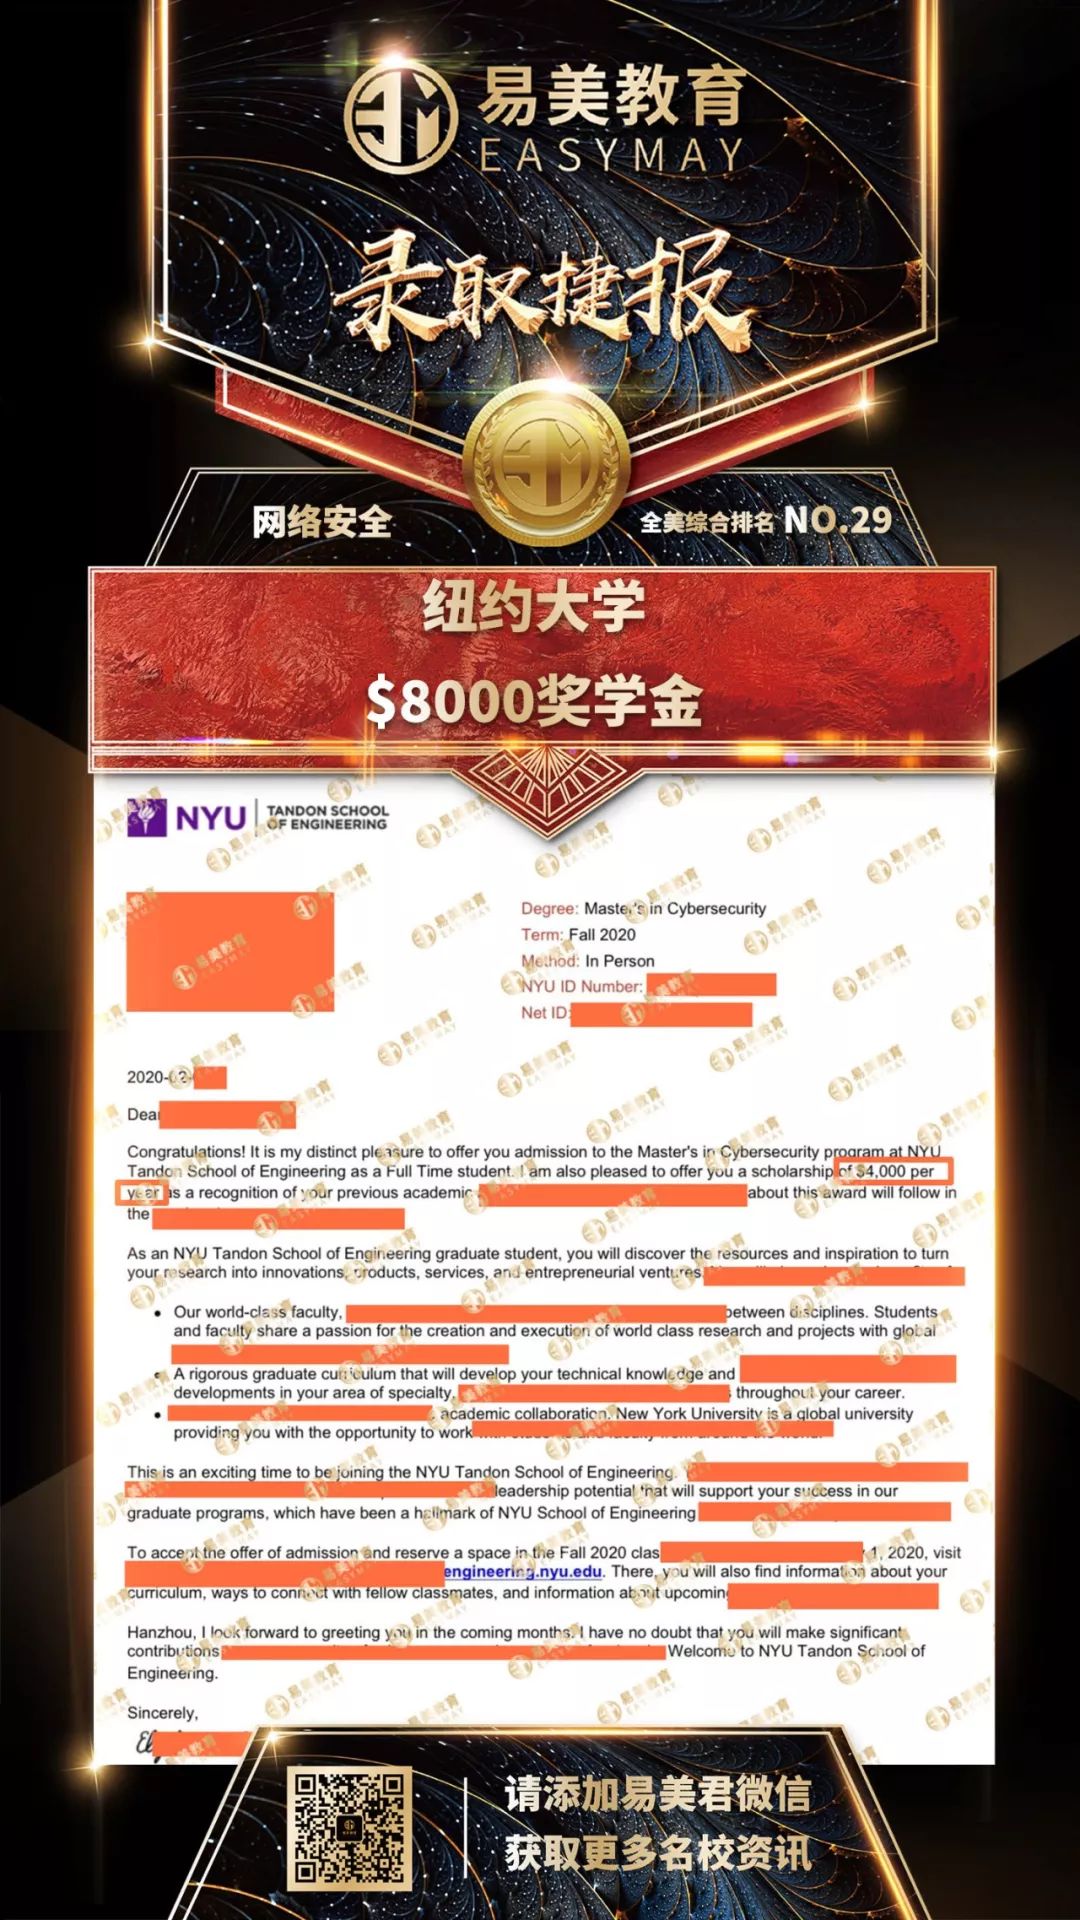 易美教育
EASYMAY
录取捷报
网络安全
全美综合排名 NO.29
纽约大学
$8000奖学金
NYU TANDON SCHOOL
OF ENGINEERING
Degree: Master's in Cybersecurity
Term: Fall 2020
Method: In Person
NYU ID Number:
Net ID:
2020-02-
Dear
Congratulations! It is my distinct pleasure to offer you admission to the Master's in Cybersecurity program at NYU
Tandon School of Engineering as a Full Time student. I am also pleased to offer you a scholarship of $4,000 per
year as a recognition of your previous academic about this award will follow in
the
As an NYU Tandon School of Engineering graduate student, you will discover the resources and inspiration to turn
your research into innovations, products, services, and entrepreneurial ventures.
• Our world-class faculty, between disciplines. Students
and faculty share a passion for the creation and execution of world class research and projects with global
• A rigorous graduate curriculum that will develop your technical knowledge and
developments in your area of specialty, throughout your career.
• academic collaboration. New York University is a global university
providing you with the opportunity to work
This is an exciting time to be joining the NYU Tandon School of Engineering.
leadership potential that will support your success in our
graduate programs, which have been a hallmark of NYU School of Engineering
To accept the offer of admission and reserve a space in the Fall 2020 clas 1, 2020, visit
engineering.nyu.edu. There, you will also find information about your
curriculum, ways to connect with fellow classmates, and information about upcoming
Hanzhou, I look forward to greeting you in the coming months. I have no doubt that you will make significant
contributions Welcome to NYU Tandon School of
Engineering.
Sincerely,
请添加易美君微信
获取更多名校资讯